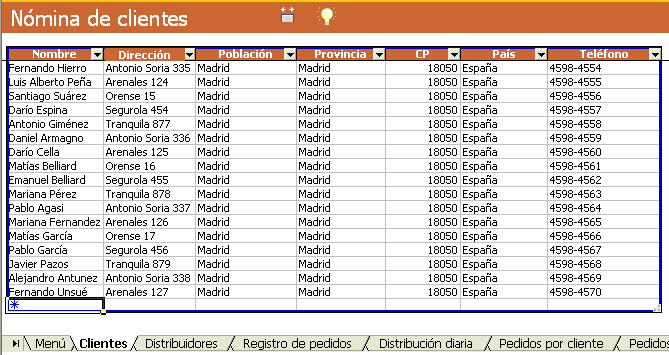 Nómina de clientes
Nombre Dirección Población Provincia CP País Teléfono
Fernando Hierro Antonio Soria 335 Madrid Madrid 18050 España 4598-4554
Luis Alberto Peña Arenales 124 Madrid Madrid 18050 España 4598-4555
Santiago Suárez Orense 15 Madrid Madrid 18050 España 4598-4556
Darío Espina Segurola 454 Madrid Madrid 18050 España 4598-4557
Antonio Giménez Tranquila 877 Madrid Madrid 18050 España 4598-4558
Daniel Armagno Antonio Soria 336 Madrid Madrid 18050 España 4598-4559
Darío Cella Arenales 125 Madrid Madrid 18050 España 4598-4560
Matías Belliard Orense 16 Madrid Madrid 18050 España 4598-4561
Emanuel Belliard Segurola 455 Madrid Madrid 18050 España 4598-4562
Mariana Pérez Tranquila 878 Madrid Madrid 18050 España 4598-4563
Pablo Agasi Antonio Soria 337 Madrid Madrid 18050 España 4598-4564
Mariana Fernandez Arenales 126 Madrid Madrid 18050 España 4598-4565
Matías García Orense 17 Madrid Madrid 18050 España 4598-4566
Pablo García Segurola 456 Madrid Madrid 18050 España 4598-4567
Javier Pazos Tranquila 879 Madrid Madrid 18050 España 4598-4568
Alejandro Antunez Antonio Soria 338 Madrid Madrid 18050 España 4598-4569
Fernando Unsué Arenales 127 Madrid Madrid 18050 España 4598-4570
Menú Clientes Distribuidores Registro de pedidos Distribución diaria Pedidos por cliente Pedidos